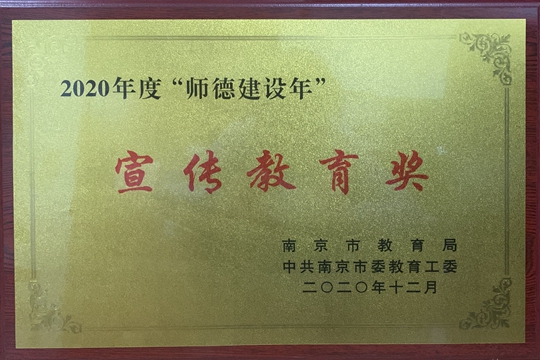 2020年度“师德建设年”
宣传教育奖
南京市教育局
中共南京市委教育工委
二〇二〇年十二月